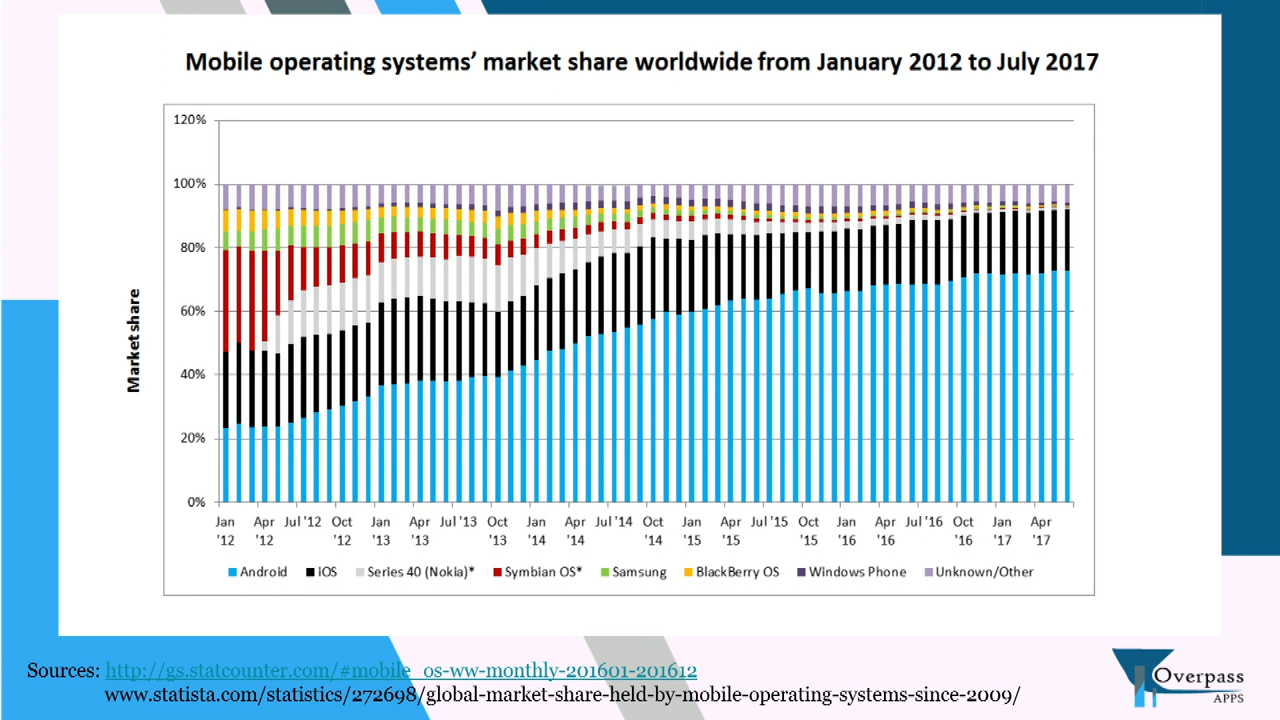 Mobile operating systems’ market share worldwide from January 2012 to July 2017
Market share
120%
100%
80%
60%
40%
20%
0%
Jan '12 Apr '12 Jul '12 Oct '12 Jan '13 Apr '13 Jul '13 Oct '13 Jan '14 Apr '14 Jul '14 Oct '14 Jan '15 Apr '15 Jul '15 Oct '15 Jan '16 Apr '16 Jul '16 Oct '16 Jan '17 Apr '17
Android iOS Series 40 (Nokia)* Symbian OS* Samsung BlackBerry OS Windows Phone Unknown/Other
Sources: http://gs.statcounter.com/#mobile_os-ww-monthly-201601-201612
www.statista.com/statistics/272698/global-market-share-held-by-mobile-operating-systems-since-2009/
Overpass
APPS